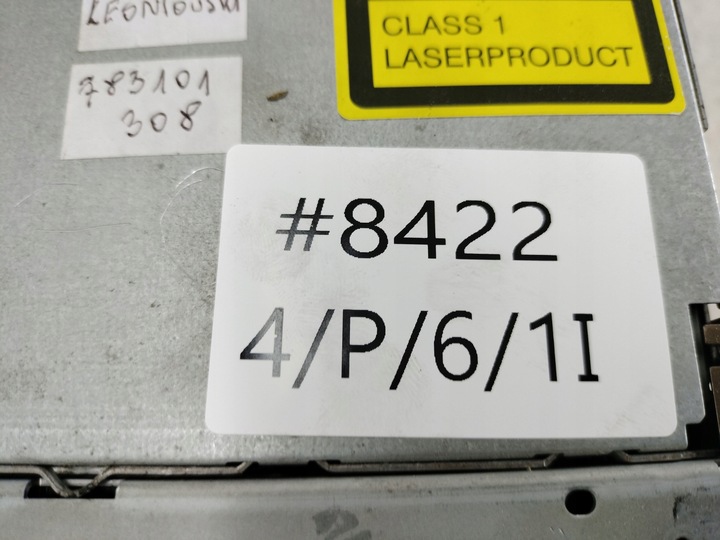 CLASS 1
LASERPRODUCT
783101
308
#8422
4/P/6/1I